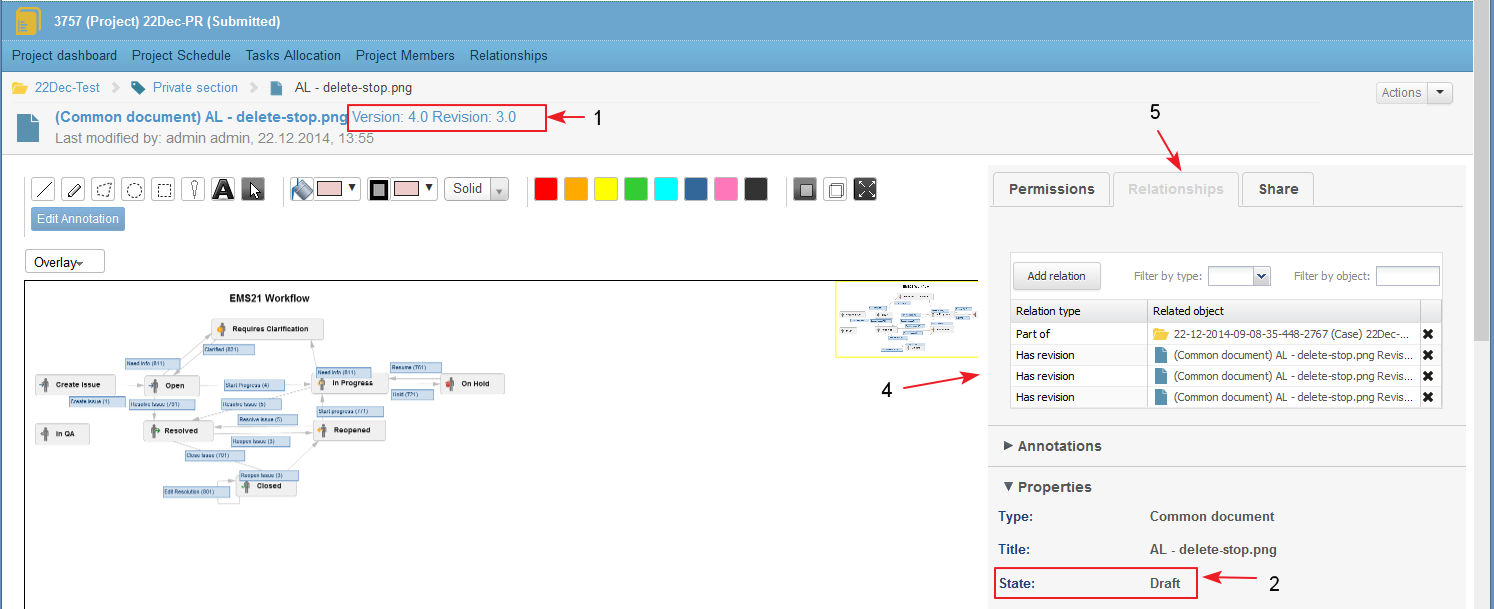 3757 (Project) 22Dec-PR (Submitted)
Project dashboard Project Schedule Tasks Allocation Project Members Relationships
22Dec-Test Private section AL - delete-stop.png
Actions
(Common document) AL - delete-stop.png Version: 4.0 Revision: 3.0
1
Last modified by: admin admin, 22.12.2014, 13:55
5
A Solid
Edit Annotation
Overlay
EMS21 Workflow
Requires Clarification
Clarified (821)
Need Info (811)
Need Info (811)
Resume (761)
Create Issue
Open
Start Progress (4)
In Progress
On Hold
Create Issue (1)
Resolve Issue (5)
Start progress (771)
Resolve Issue (5)
In QA
Resolved
Reopened
Reopen Issue (3)
Close Issue (701)
Reopen Issue (3)
Edit Resolution (801)
Closed
4
Permissions Relationships Share
Add relation Filter by type: Filter by object:
Relation type Related object
Part of 22-12-2014-09-08-35-448-2767 (Case) 22Dec-...
Has revision (Common document) AL - delete-stop.png Revis...
Has revision (Common document) AL - delete-stop.png Revis...
Has revision (Common document) AL - delete-stop.png Revis...
Annotations
Properties
Type: Common document
Title: AL - delete-stop.png
State: Draft
2